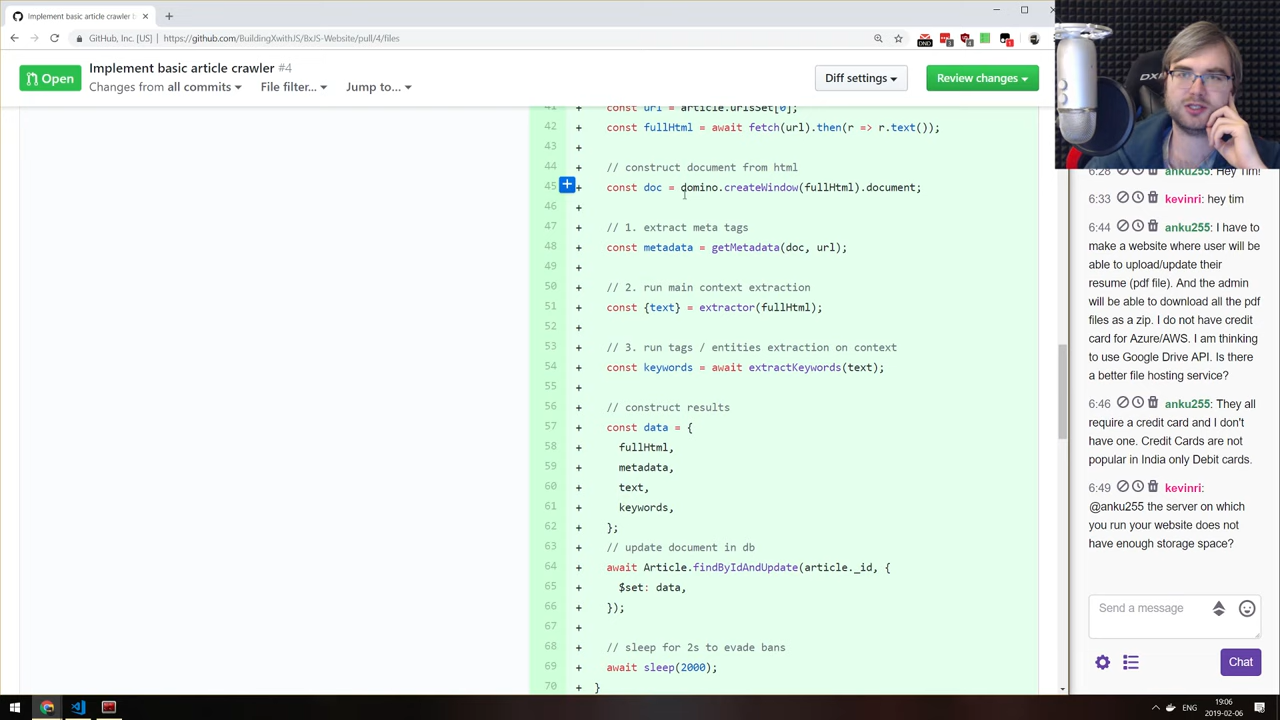 Implement basic article crawler b
GitHub, Inc. [US] | https://github.com/BuildingXwithJS/BxJS-Website/pull/4/files
Open
Implement basic article crawler #4
Changes from all commits
File filter...
Jump to...
Diff settings
Review changes
41 + const url = article.urlsSet[0];
42 + const fullHtml = await fetch(url).then(r => r.text());
43 +
44 + // construct document from html
45 + const doc = domino.createWindow(fullHtml).document;
46 +
47 + // 1. extract meta tags
48 + const metadata = getMetadata(doc, url);
49 +
50 + // 2. run main context extraction
51 + const {text} = extractor(fullHtml);
52 +
53 + // 3. run tags / entities extraction on context
54 + const keywords = await extractKeywords(text);
55 +
56 + // construct results
57 + const data = {
58 + fullHtml,
59 + metadata,
60 + text,
61 + keywords,
62 + };
63 + // update document in db
64 + await Article.findByIdAndUpdate(article._id, {
65 + $set: data,
66 + });
67 +
68 + // sleep for 2s to evade bans
69 + await sleep(2000);
70 + }
6:28 anku255: Hey Tim!
6:33 kevinri: hey tim
6:44 anku255: I have to
make a website where user will be
able to upload/update their
resume (pdf file). And the admin
will be able to download all the pdf
files as a zip. I do not have credit
card for Azure/AWS. I am thinking
to use Google Drive API. Is there
a better file hosting service?
6:46 anku255: They all
require a credit card and I don't
have one. Credit Cards are not
popular in India only Debit cards.
6:49 kevinri:
@anku255 the server on which
you run your website does not
have enough storage space?
Send a message
Chat
ENG
19:06
2019-02-06